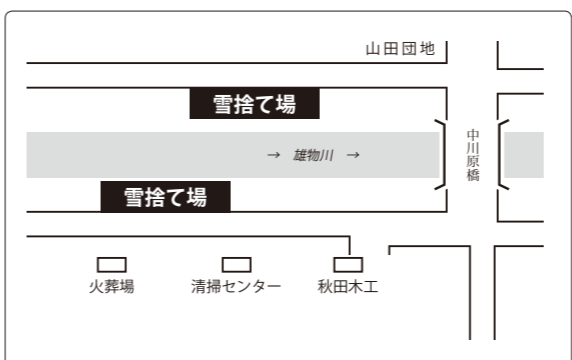 山田団地
雪捨て場
→ 雄物川 →
中川原橋
雪捨て場
火葬場
清掃センター
秋田木工